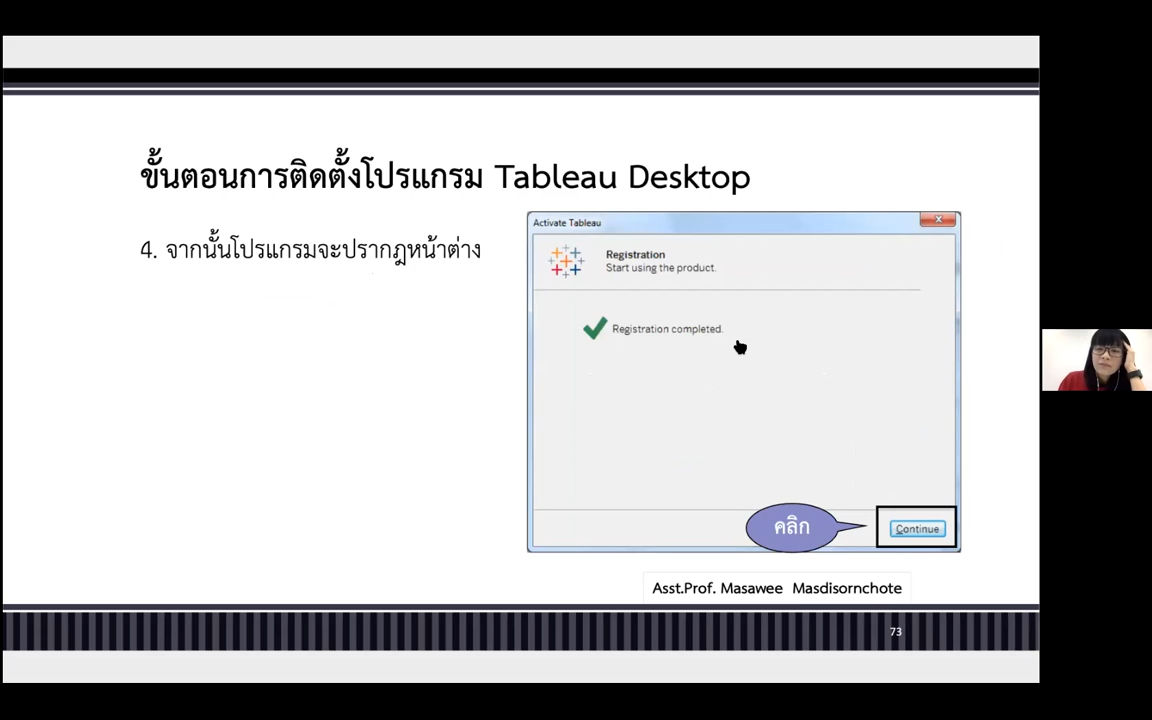 ขั้นตอนการติดตั้งโปรแกรม Tableau Desktop
4. จากนั้นโปรแกรมจะปรากฎหน้าต่าง
Activate Tableau
Registration
Start using the product.
Registration completed.
คลิก
Continue
Asst.Prof. Masawee Masdisornchote
73